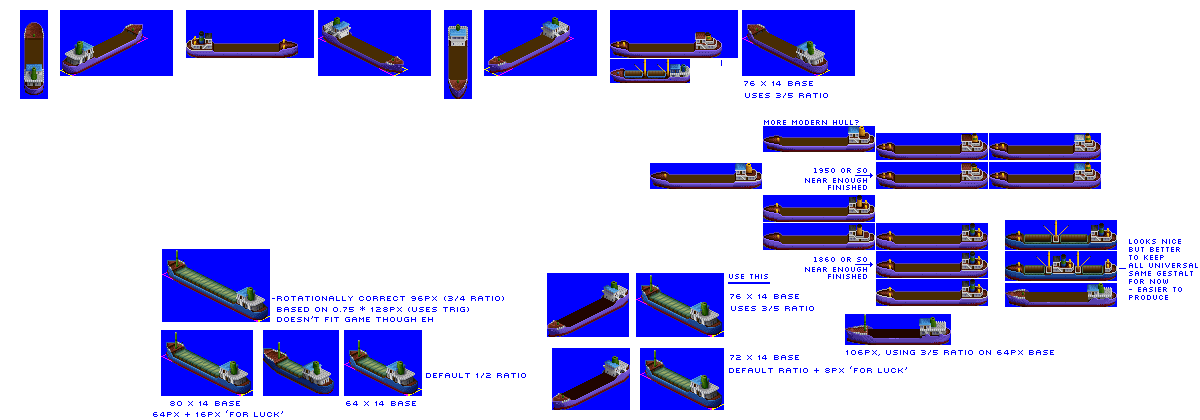 76 X 14 BASE
USES 3/5 RATIO
MORE MODERN HULL?
1950 OR SO
NEAR ENOUGH
FINISHED
1860 OR SO
NEAR ENOUGH
FINISHED
LOOKS NICE
BUT BETTER
TO KEEP
ALL UNIVERSAL
SAME GESTALT
FOR NOW
- EASIER TO
PRODUCE
-ROTATIONALLY CORRECT 96PX (3/4 RATIO)
BASED ON 0.75 * 128PX (USES TRIG)
DOESN'T FIT GAME THOUGH EH
USE THIS
76 X 14 BASE
USES 3/5 RATIO
106PX, USING 3/5 RATIO ON 64PX BASE
72 X 14 BASE
DEFAULT RATIO + 8PX 'FOR LUCK'
DEFAULT 1/2 RATIO
80 X 14 BASE
64PX + 16PX 'FOR LUCK'
64 X 14 BASE